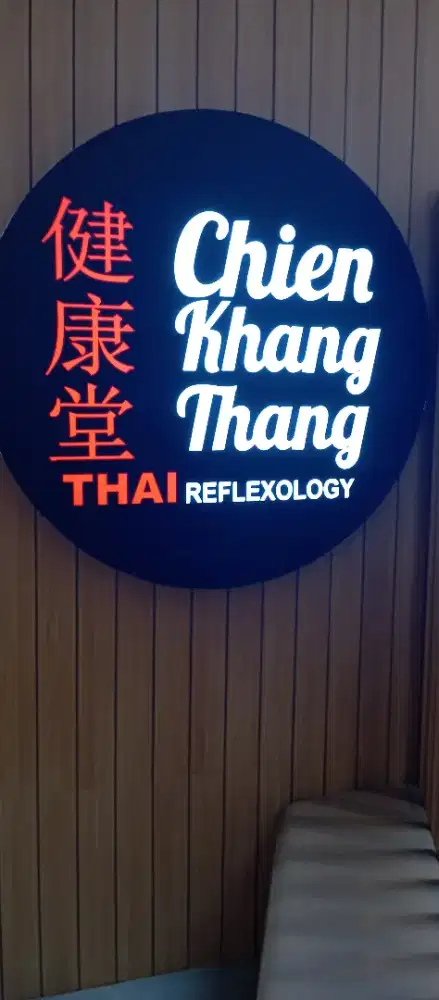 健康堂
Chien
Khang
Thang
THAI REFLEXOLOGY